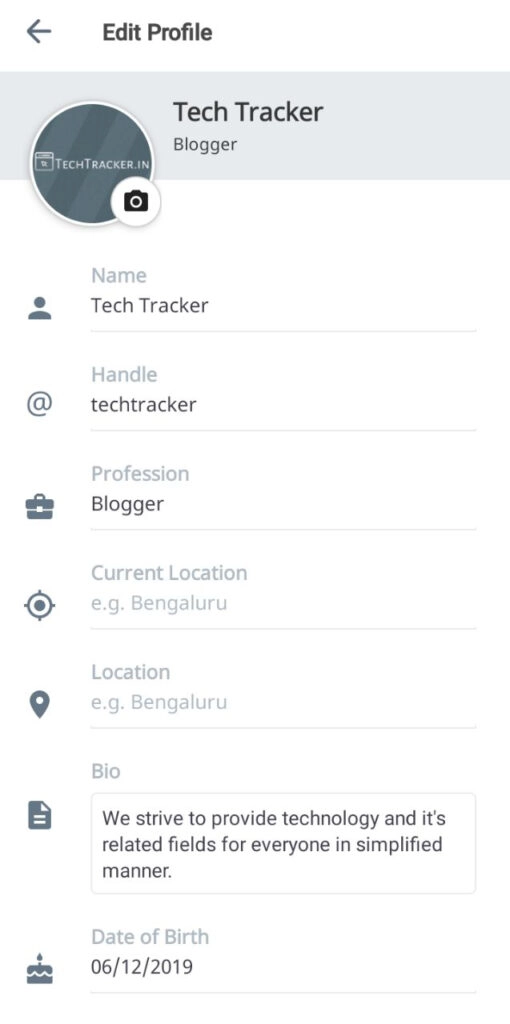 Edit Profile
Tech Tracker
Blogger
TECHTRACKER.IN
Name
Tech Tracker
Handle
@
techtracker
Profession
Blogger
Current Location
e.g. Bengaluru
Location
e.g. Bengaluru
Bio
We strive to provide technology and it's
related fields for everyone in simplified
manner.
Date of Birth
06/12/2019